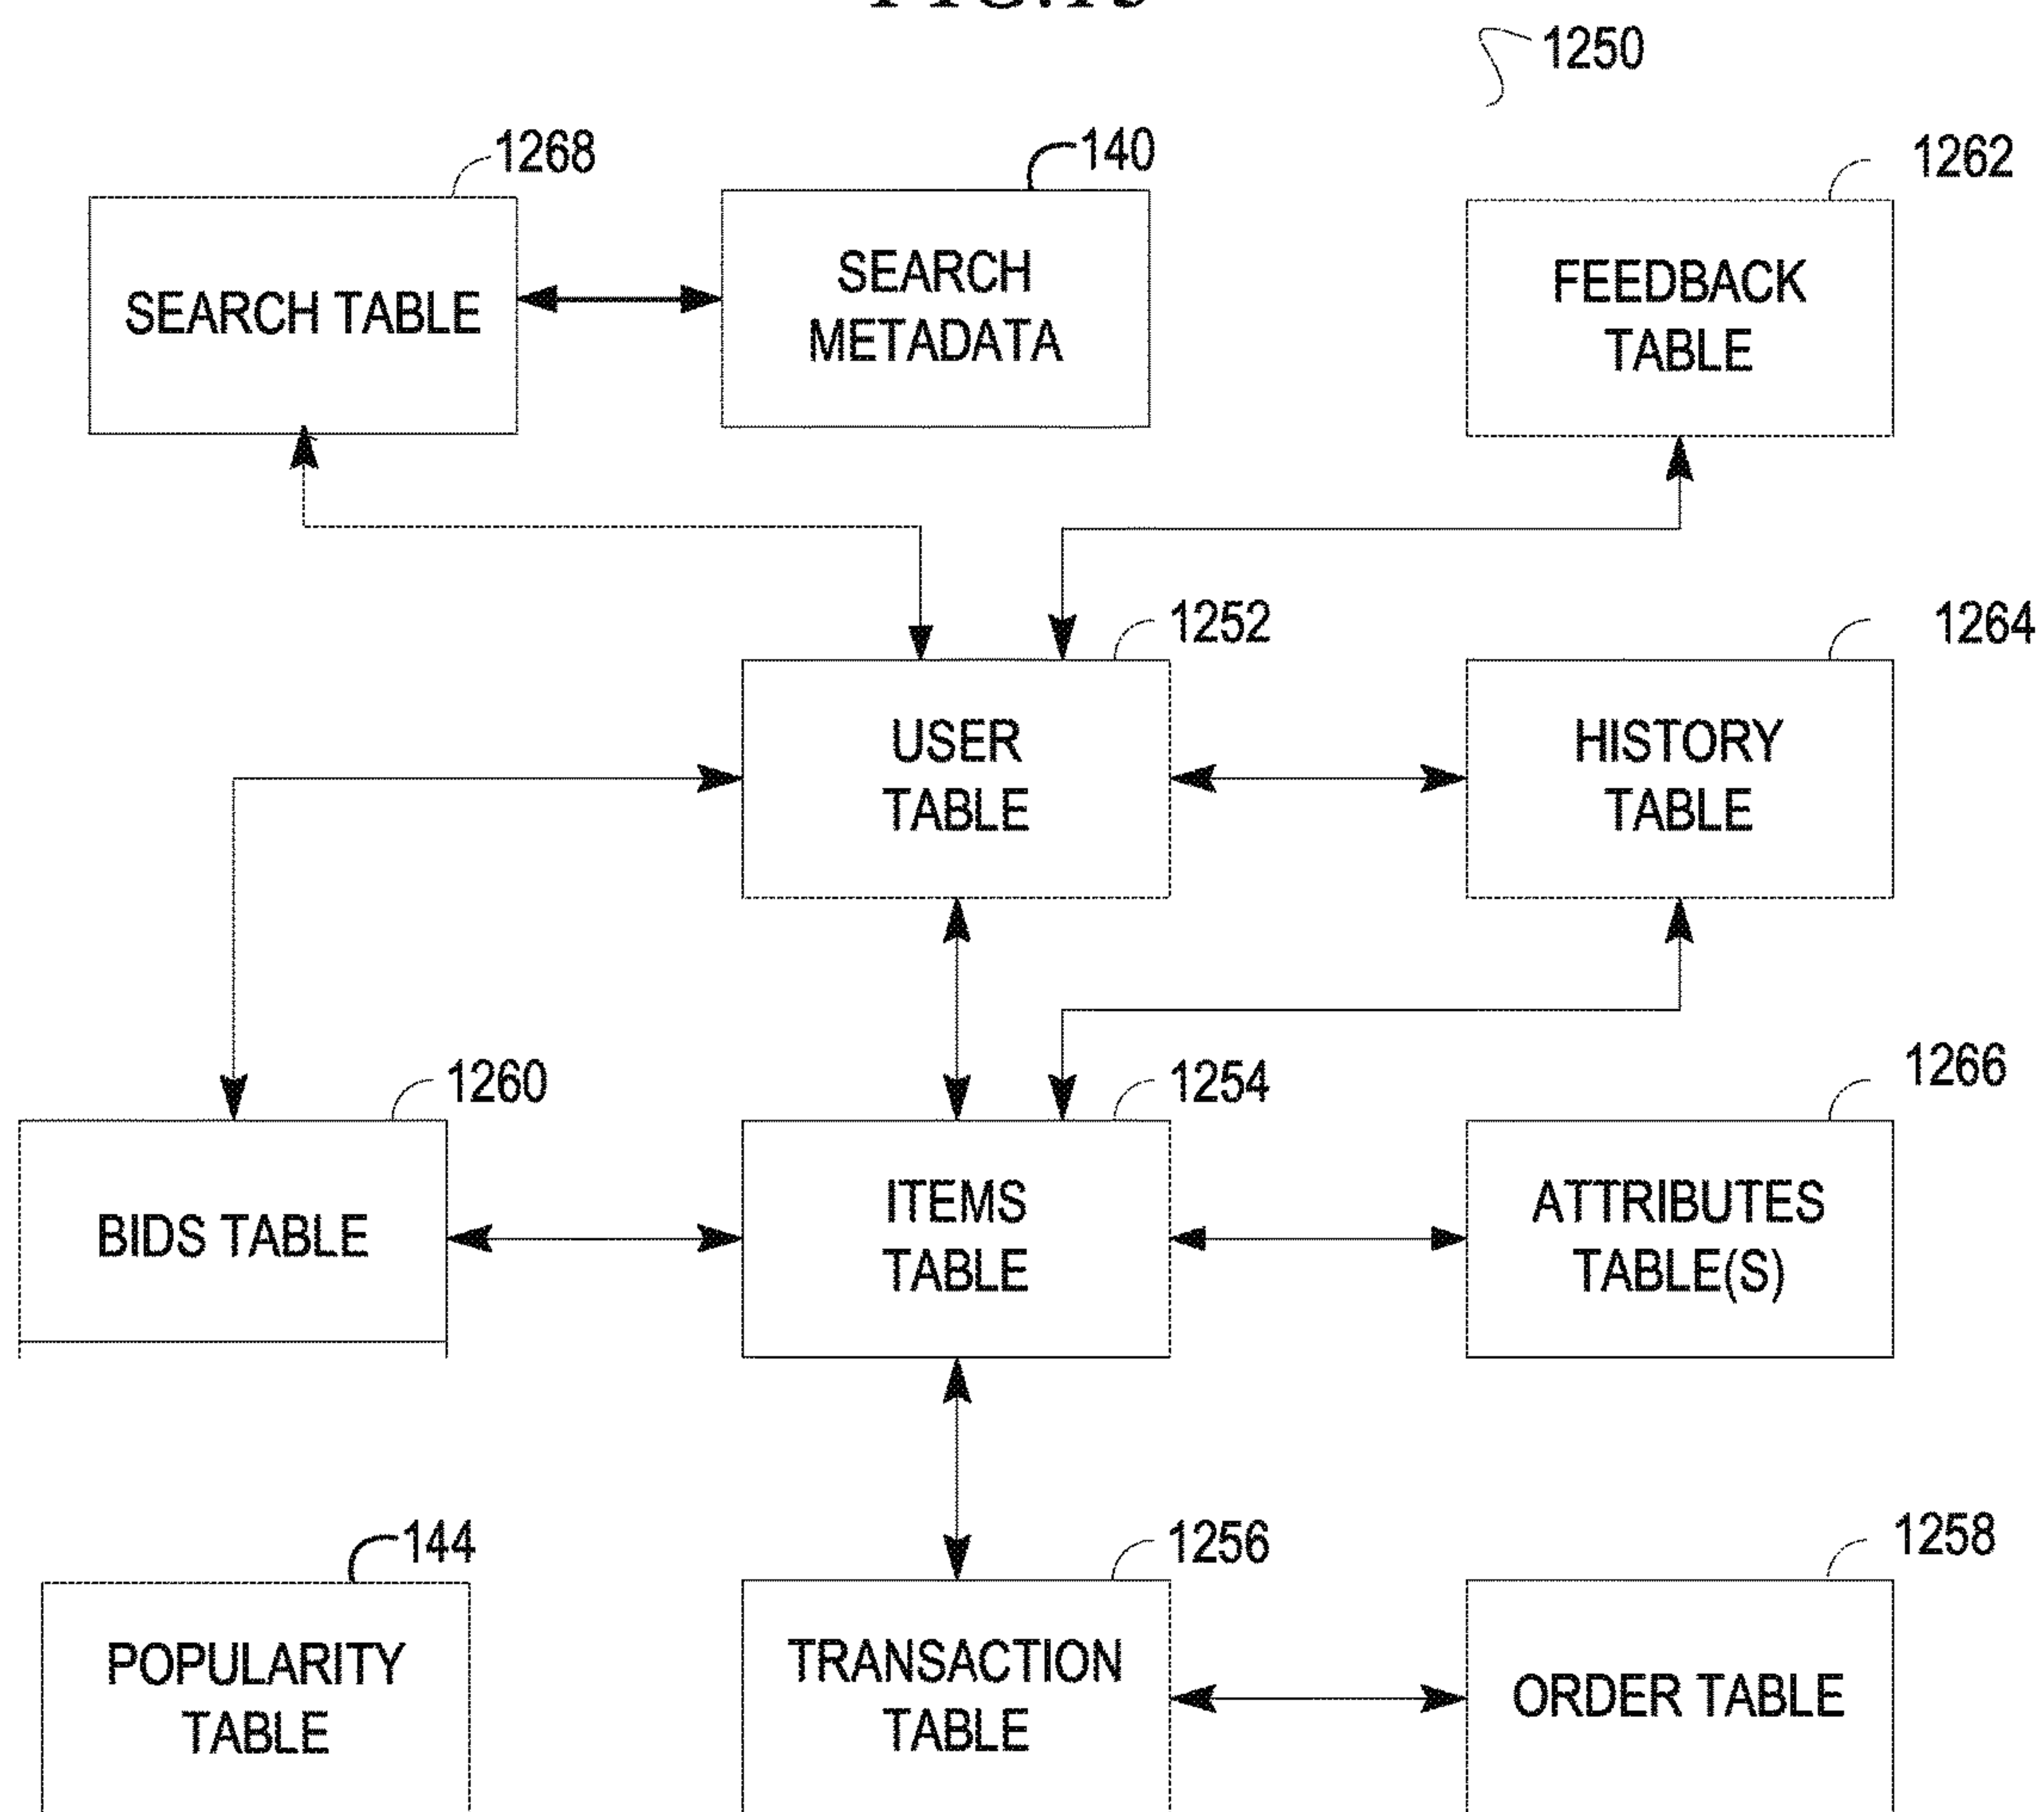 1250
1268
140
1262
SEARCH TABLE
SEARCH
METADATA
FEEDBACK
TABLE
1252
1264
USER
TABLE
HISTORY
TABLE
1260
1254
1266
BIDS TABLE
ITEMS
TABLE
ATTRIBUTES
TABLE(S)
144
1256
1258
POPULARITY
TABLE
TRANSACTION
TABLE
ORDER TABLE